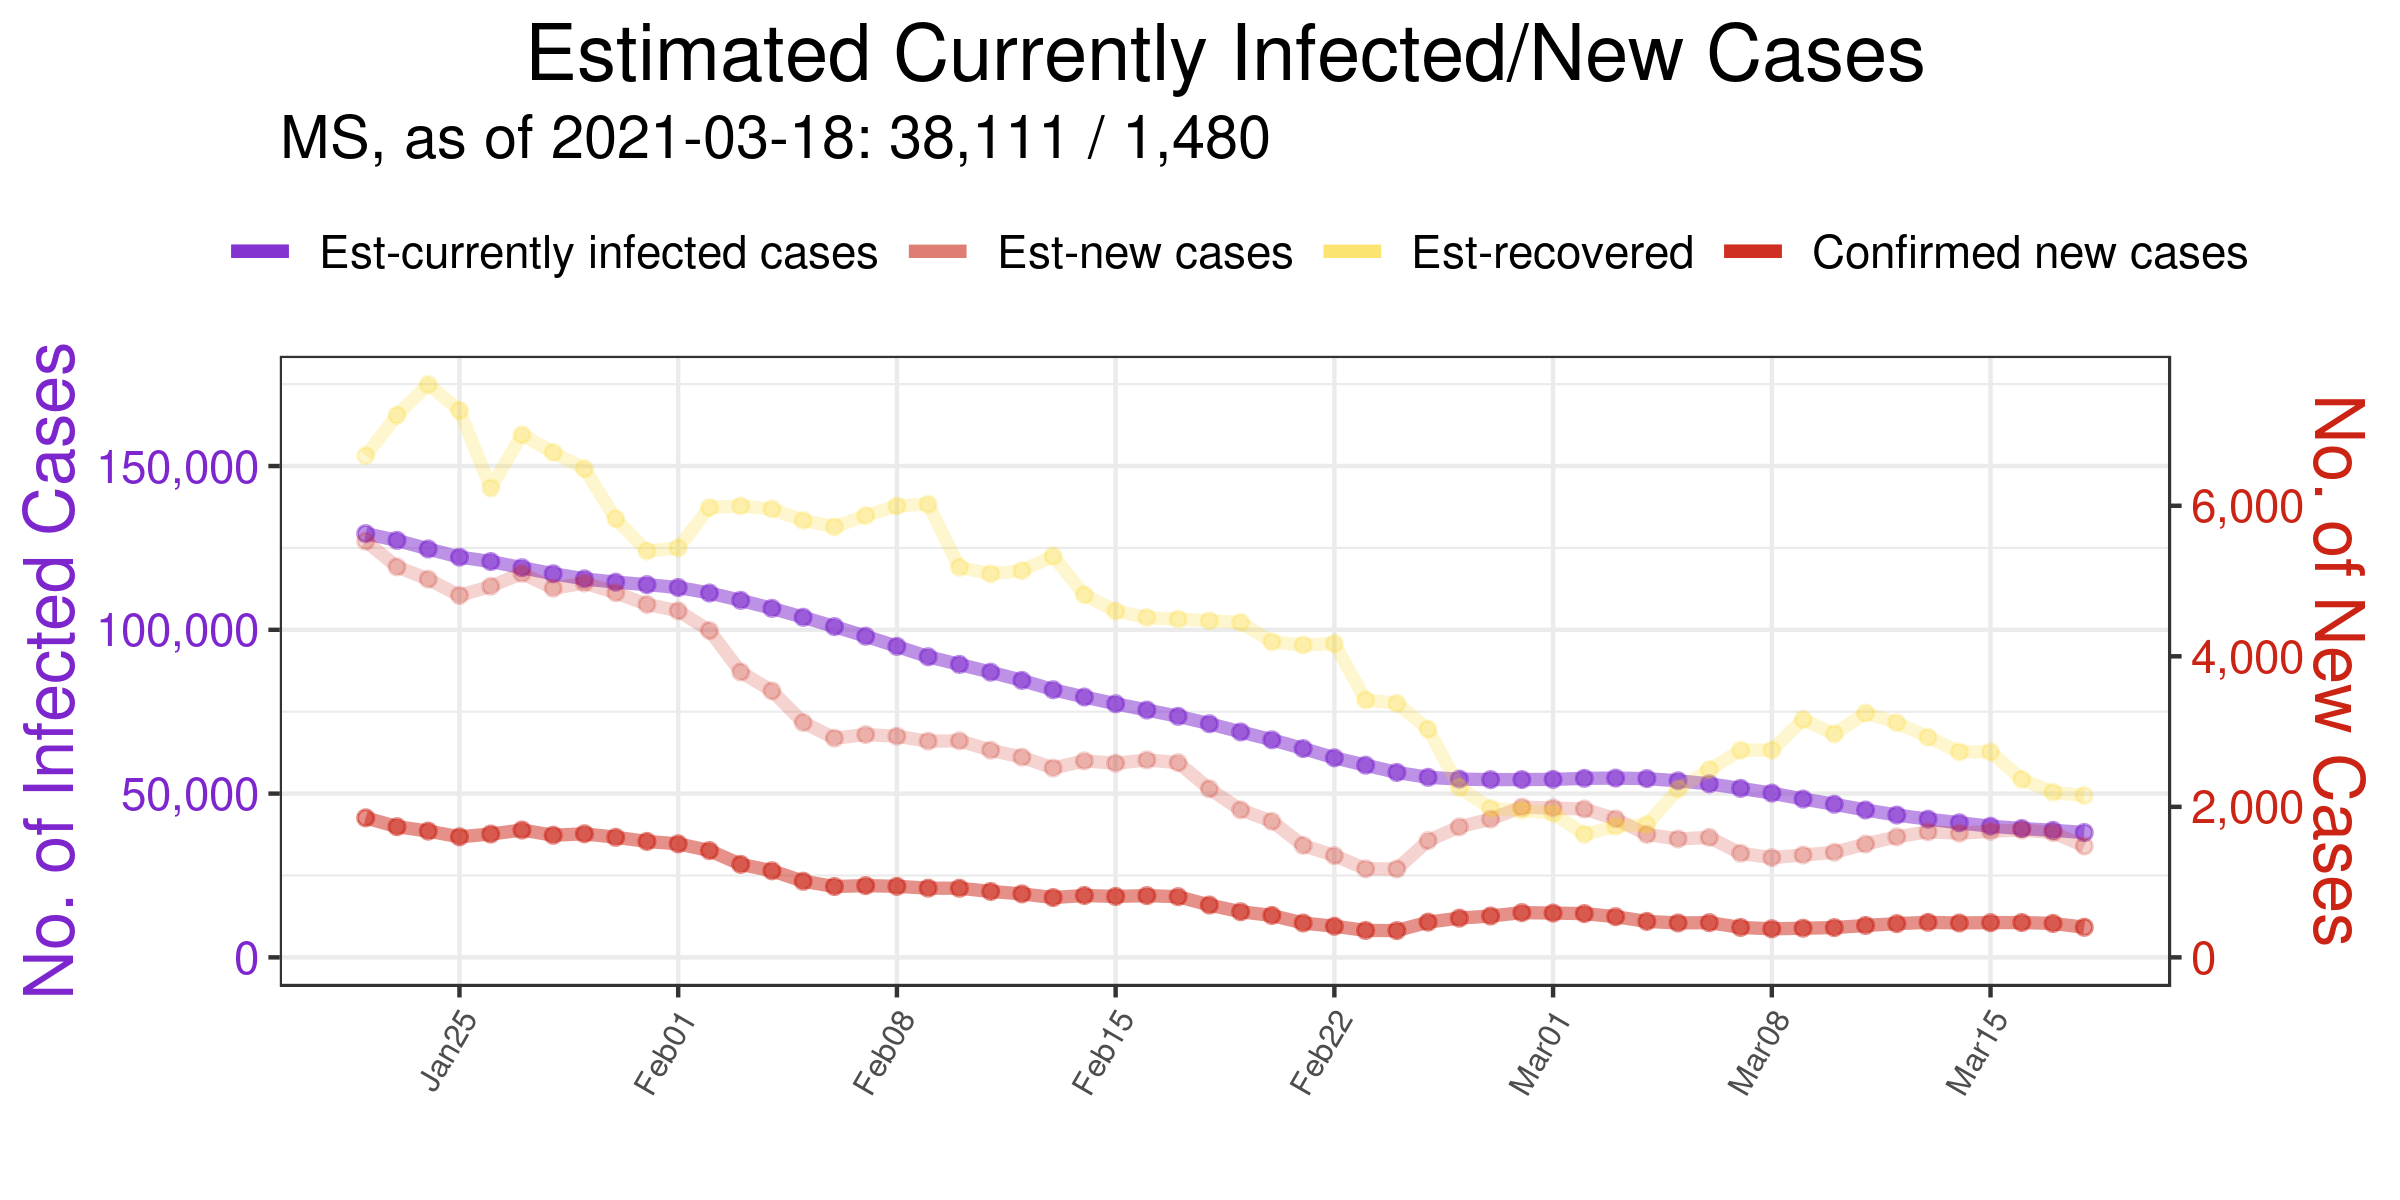 Estimated Currently Infected/New Cases
MS, as of 2021-03-18: 38,111 / 1,480
Est-currently infected cases Est-new cases Est-recovered Confirmed new cases
No. of Infected Cases
150,000
100,000
50,000
0
6,000
4,000
2,000
0
No. of New Cases
Jan25 Feb01 Feb08 Feb15 Feb22 Mar01 Mar08 Mar15